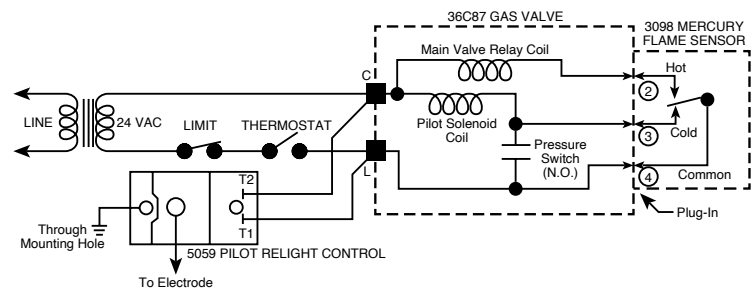 36C87 GAS VALVE
3098 MERCURY
FLAME SENSOR
Main Valve Relay Coil
Hot
C
2
LINE
24 VAC
LIMIT
THERMOSTAT
Pilot Solenoid
Coil
3
Cold
Pressure
Switch
(N.O.)
L
4
Common
T2
T1
Plug-In
Through
Mounting Hole
5059 PILOT RELIGHT CONTROL
To Electrode